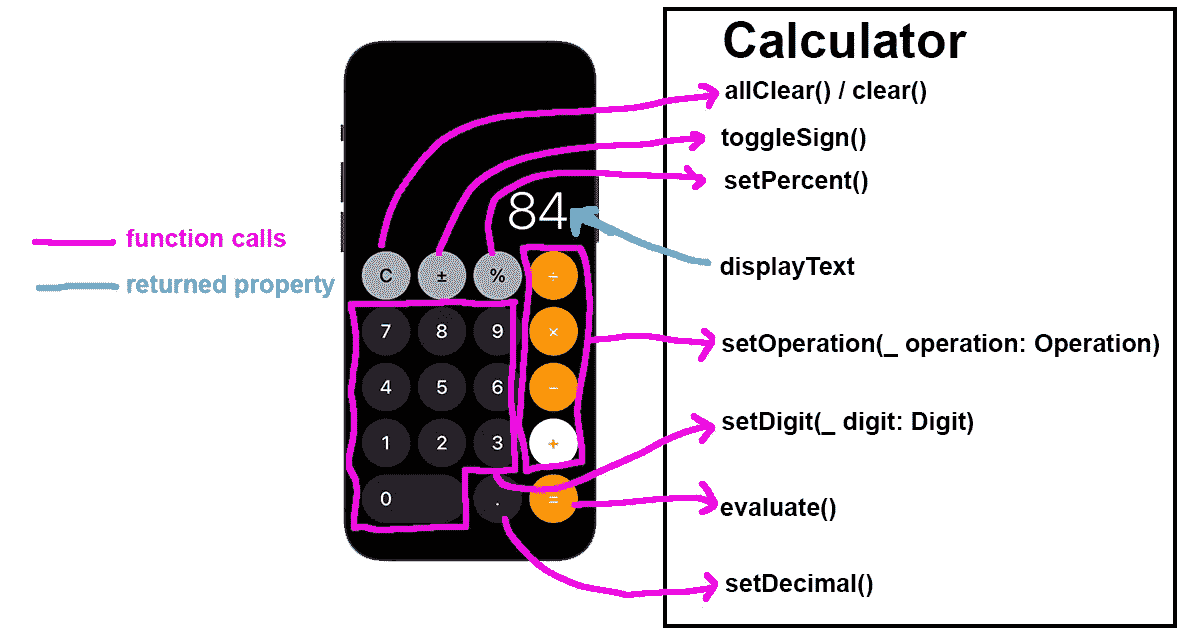 Calculator
allClear() / clear()
toggleSign()
setPercent()
84
function calls
returned property
displayText
C ± % ÷
7 8 9 ×
setOperation(_ operation: Operation)
4 5 6 −
setDigit(_ digit: Digit)
1 2 3 +
0 . =
evaluate()
setDecimal()